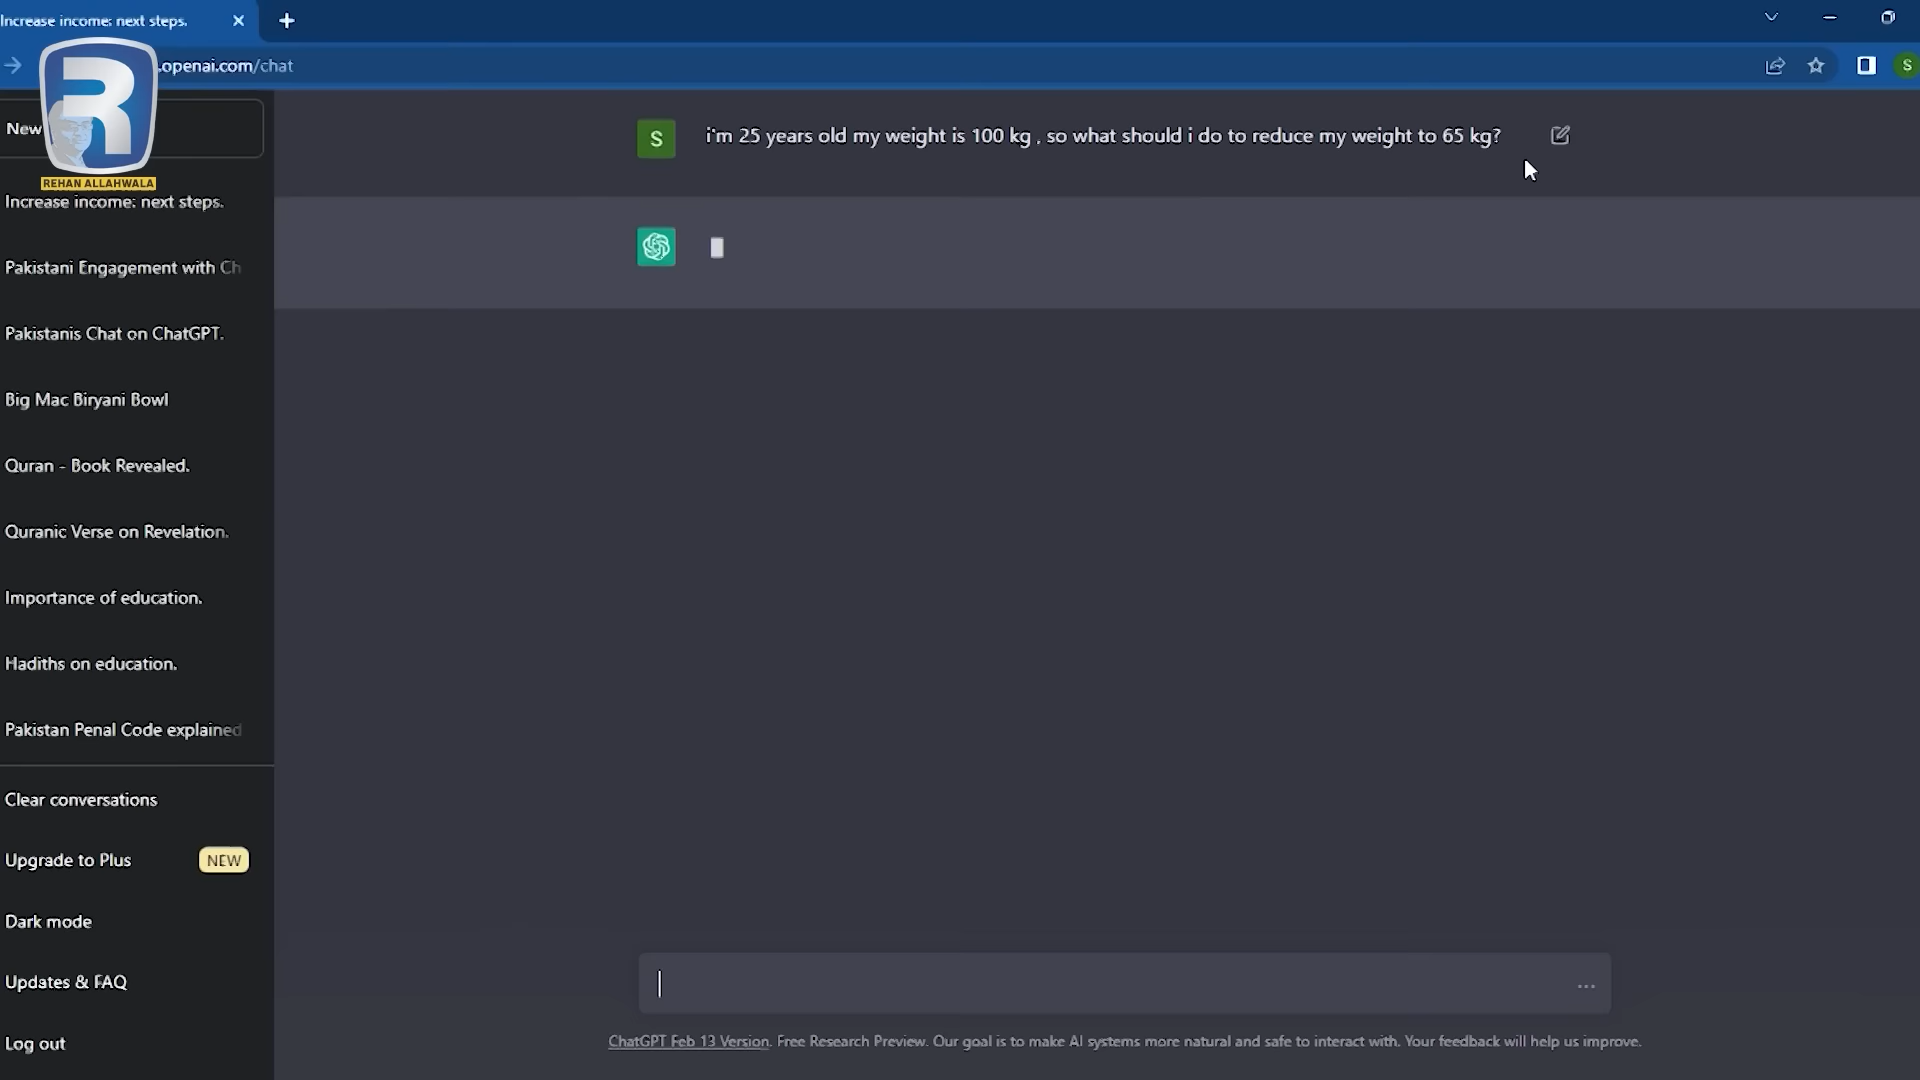 Increase income: next steps.
.openai.com/chat
S
R
REHAN ALLAHWALA
New
Increase income: next steps.
Pakistani Engagement with Ch
Pakistanis Chat on ChatGPT.
Big Mac Biryani Bowl
Quran - Book Revealed.
Quranic Verse on Revelation.
Importance of education.
Hadiths on education.
Pakistan Penal Code explained
Clear conversations
Upgrade to Plus NEW
Dark mode
Updates & FAQ
Log out
S i'm 25 years old my weight is 100 kg , so what should i do to reduce my weight to 65 kg?
ChatGPT Feb 13 Version. Free Research Preview. Our goal is to make AI systems more natural and safe to interact with. Your feedback will help us improve.